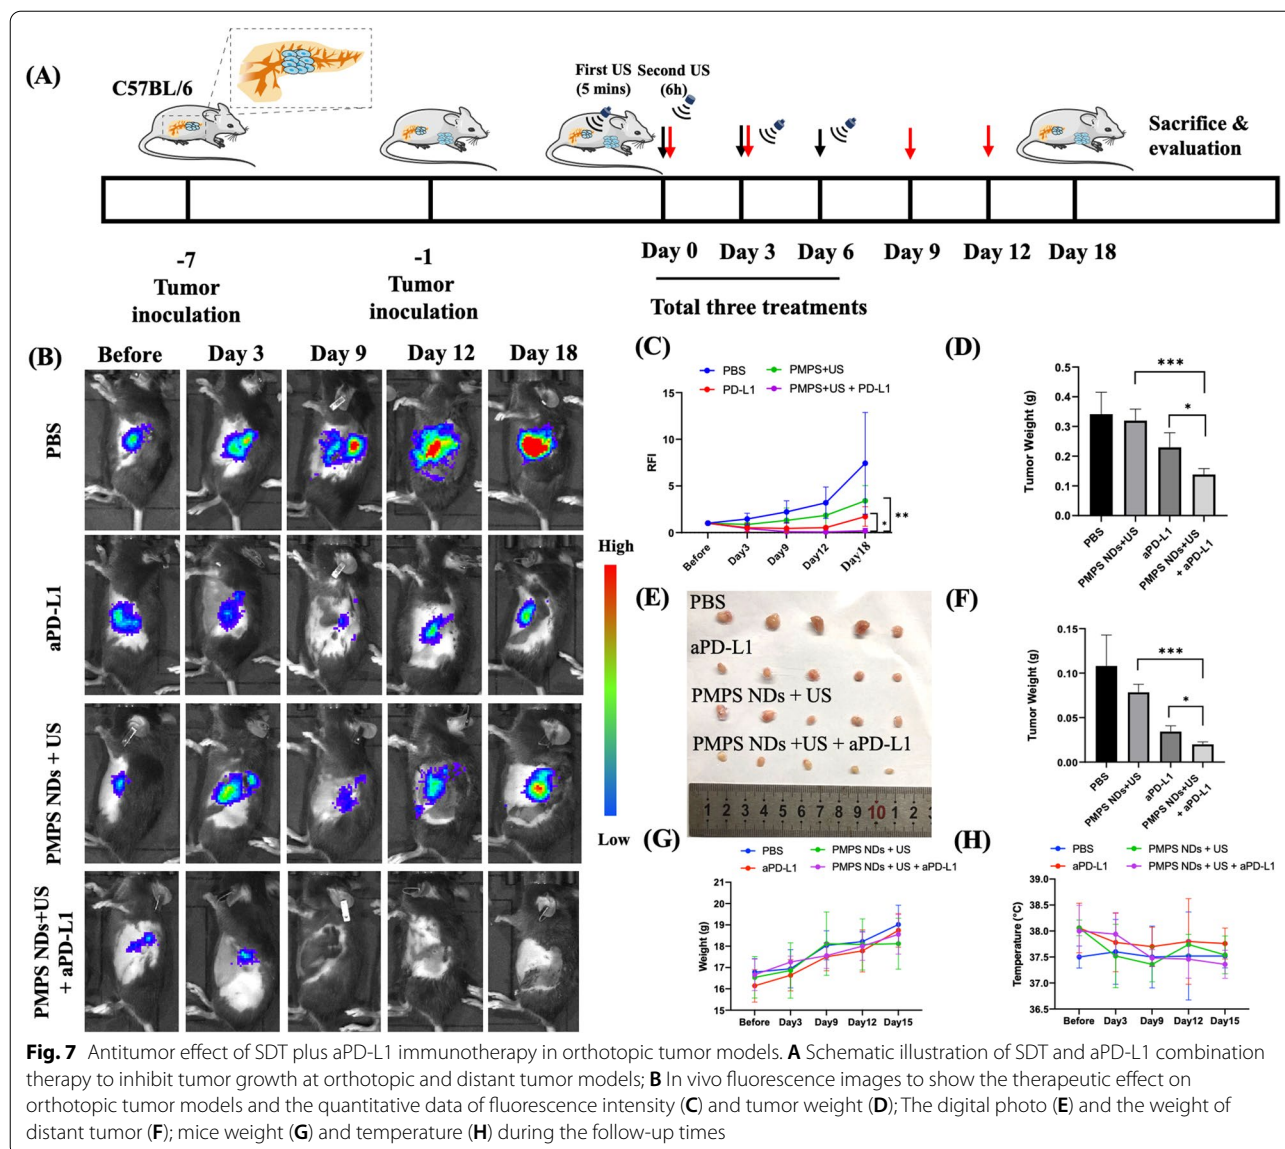 (A)
C57BL/6
First US
(5 mins)
Second US
(6h)
Sacrifice &
evaluation
-7
Tumor
inoculation
-1
Tumor
inoculation
Day 0
Day 3
Day 6
Day 9
Day 12
Day 18
Total three treatments
(B)
Before
Day 3
Day 9
Day 12
Day 18
PBS
aPD-L1
PMPS NDs + US
PMPS NDs+US
+ aPD-L1
High
Low
(C)
PBS
PMPS+US
PD-L1
PMPS+US + PD-L1
RFI
15
10
5
0
Before
Day3
Day9
Day12
Day18
*
**
(D)
Tumor Weight (g)
0.5
0.4
0.3
0.2
0.1
0.0
***
*
PBS
PMPS NDs+US
aPD-L1
PMPS NDs+US
+ aPD-L1
(E)
PBS
aPD-L1
PMPS NDs + US
PMPS NDs +US + aPD-L1
1 2 3 4 5 6 7 8 9 10 1 2 3
(F)
Tumor Weight (g)
0.15
0.10
0.05
0.00
***
*
PBS
PMPS NDs+US
aPD-L1
PMPS NDs+US
+ aPD-L1
(G)
PBS
PMPS NDs + US
aPD-L1
PMPS NDs + US + aPD-L1
Weight (g)
21
20
19
18
17
16
15
Before
Day3
Day9
Day12
Day15
(H)
PBS
PMPS NDs + US
aPD-L1
PMPS NDs + US + aPD-L1
Temperature (°C)
39.0
38.5
38.0
37.5
37.0
36.5
Before
Day3
Day9
Day12
Day15
Fig. 7 Antitumor effect of SDT plus aPD-L1 immunotherapy in orthotopic tumor models. A Schematic illustration of SDT and aPD-L1 combination
therapy to inhibit tumor growth at orthotopic and distant tumor models; B In vivo fluorescence images to show the therapeutic effect on
orthotopic tumor models and the quantitative data of fluorescence intensity (C) and tumor weight (D); The digital photo (E) and the weight of
distant tumor (F); mice weight (G) and temperature (H) during the follow-up times